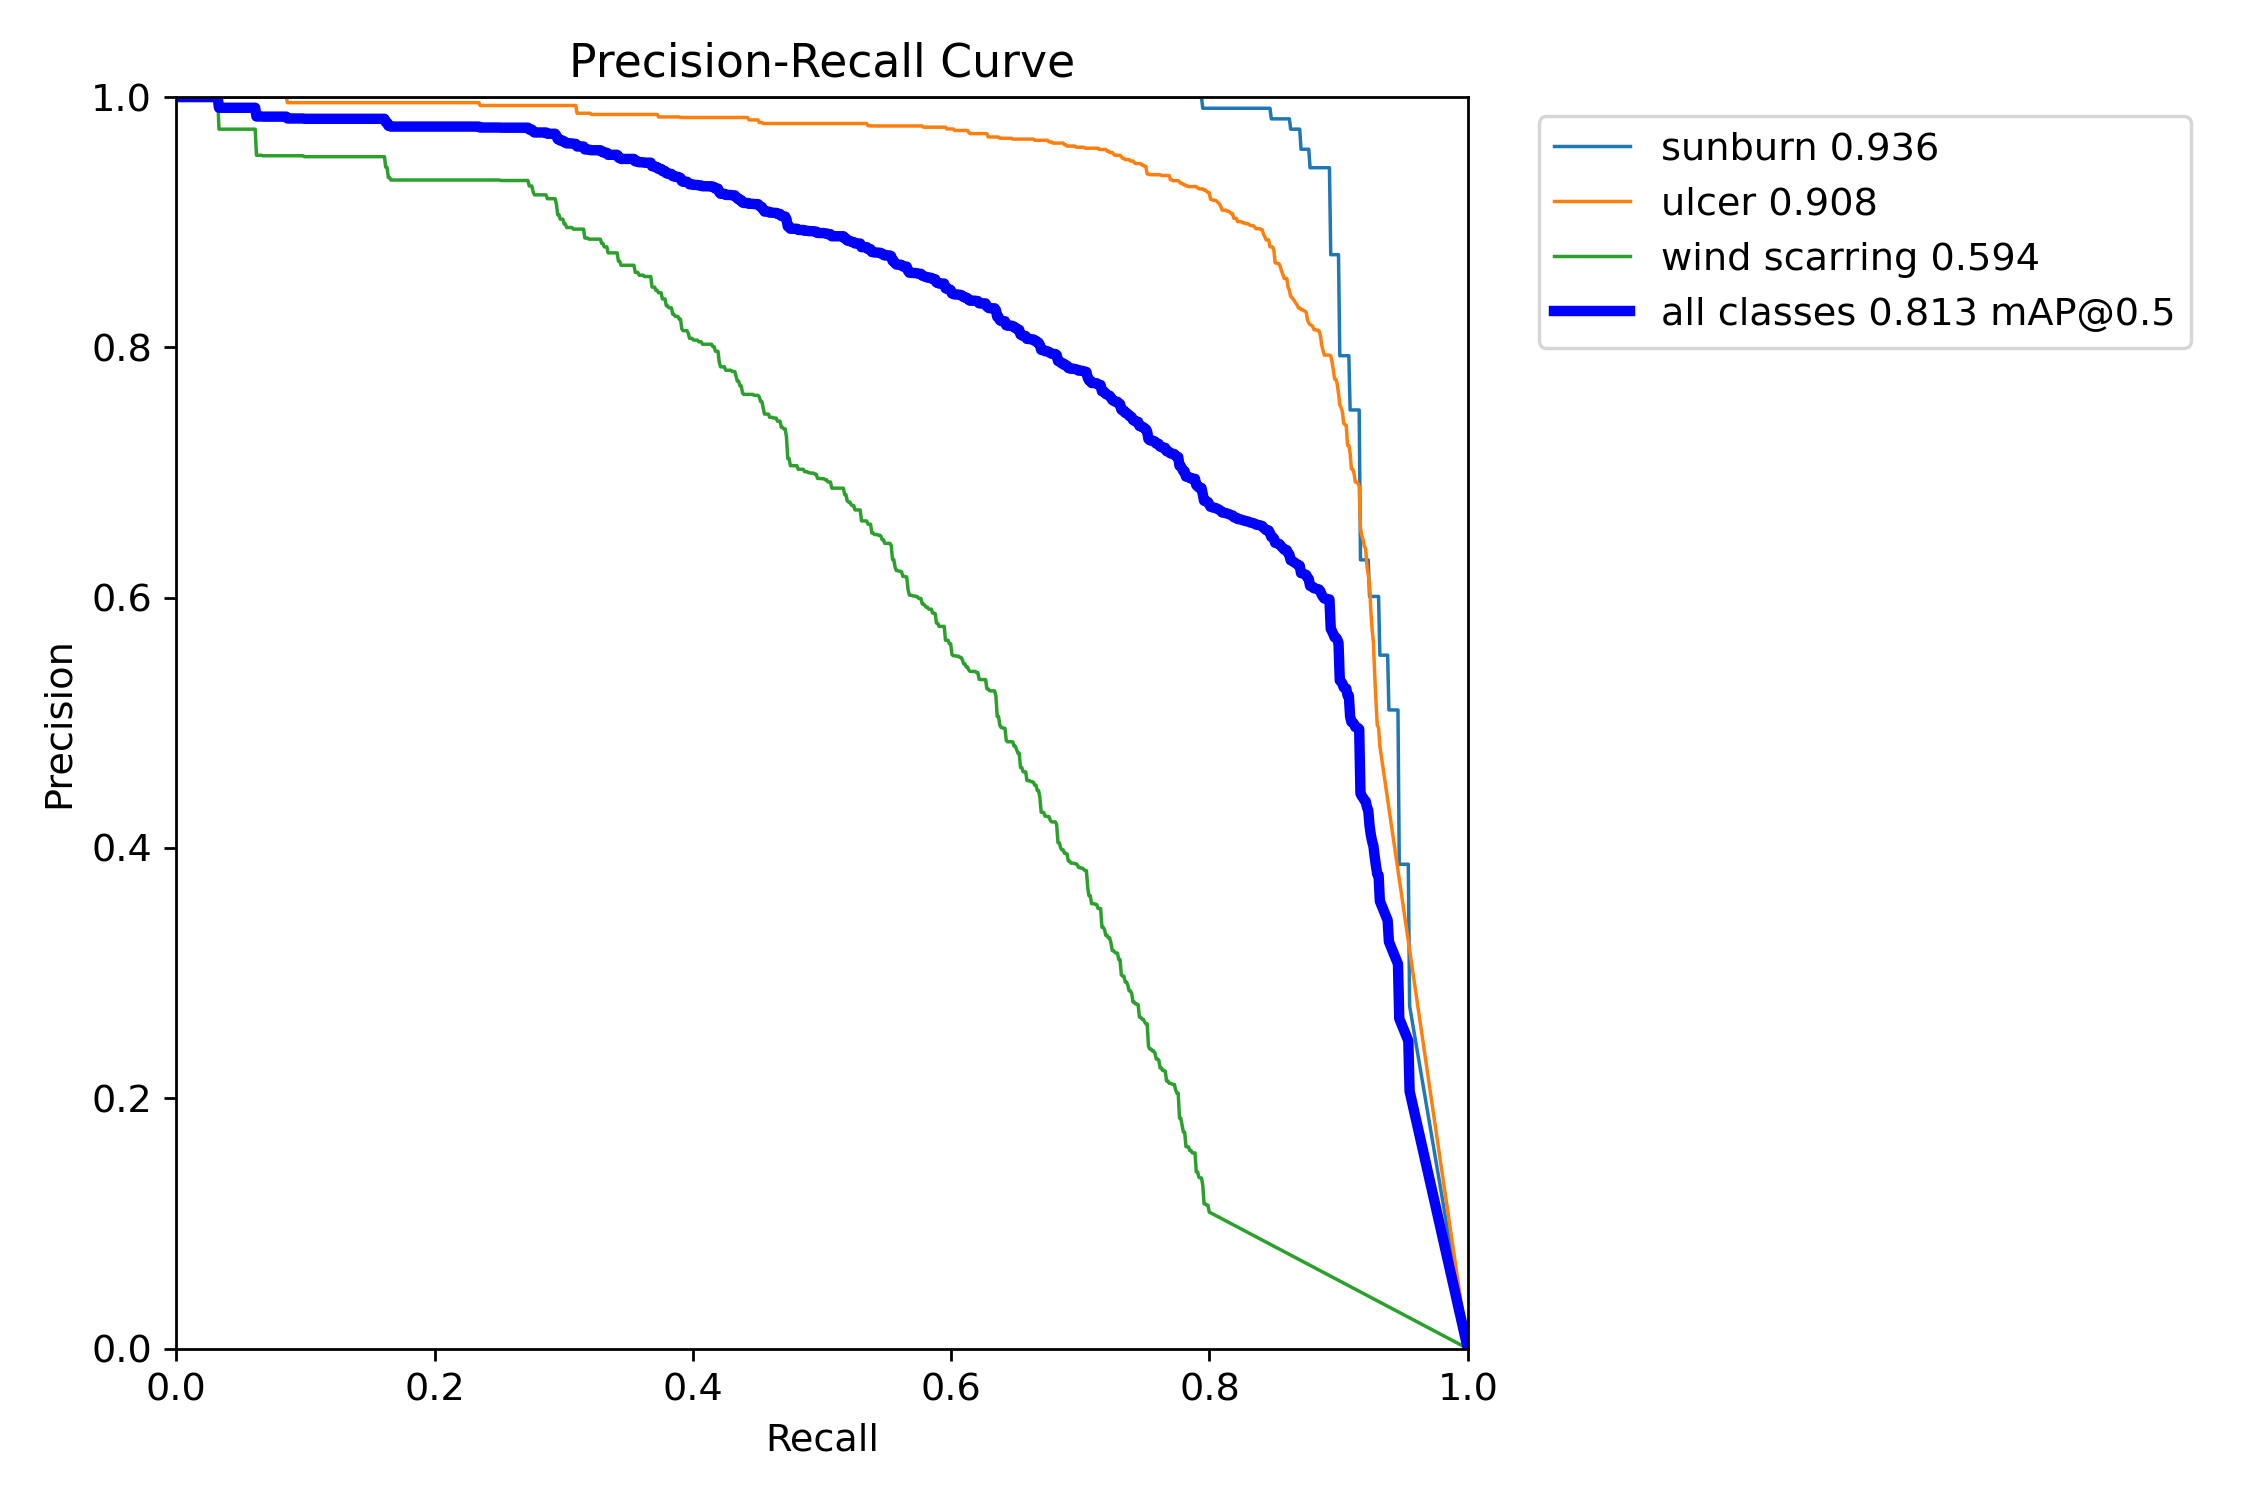 Precision-Recall Curve
1.0
0.8
0.6
0.4
0.2
0.0
Precision
0.0 0.2 0.4 0.6 0.8 1.0
Recall
sunburn 0.936
ulcer 0.908
wind scarring 0.594
all classes 0.813 mAP@0.5